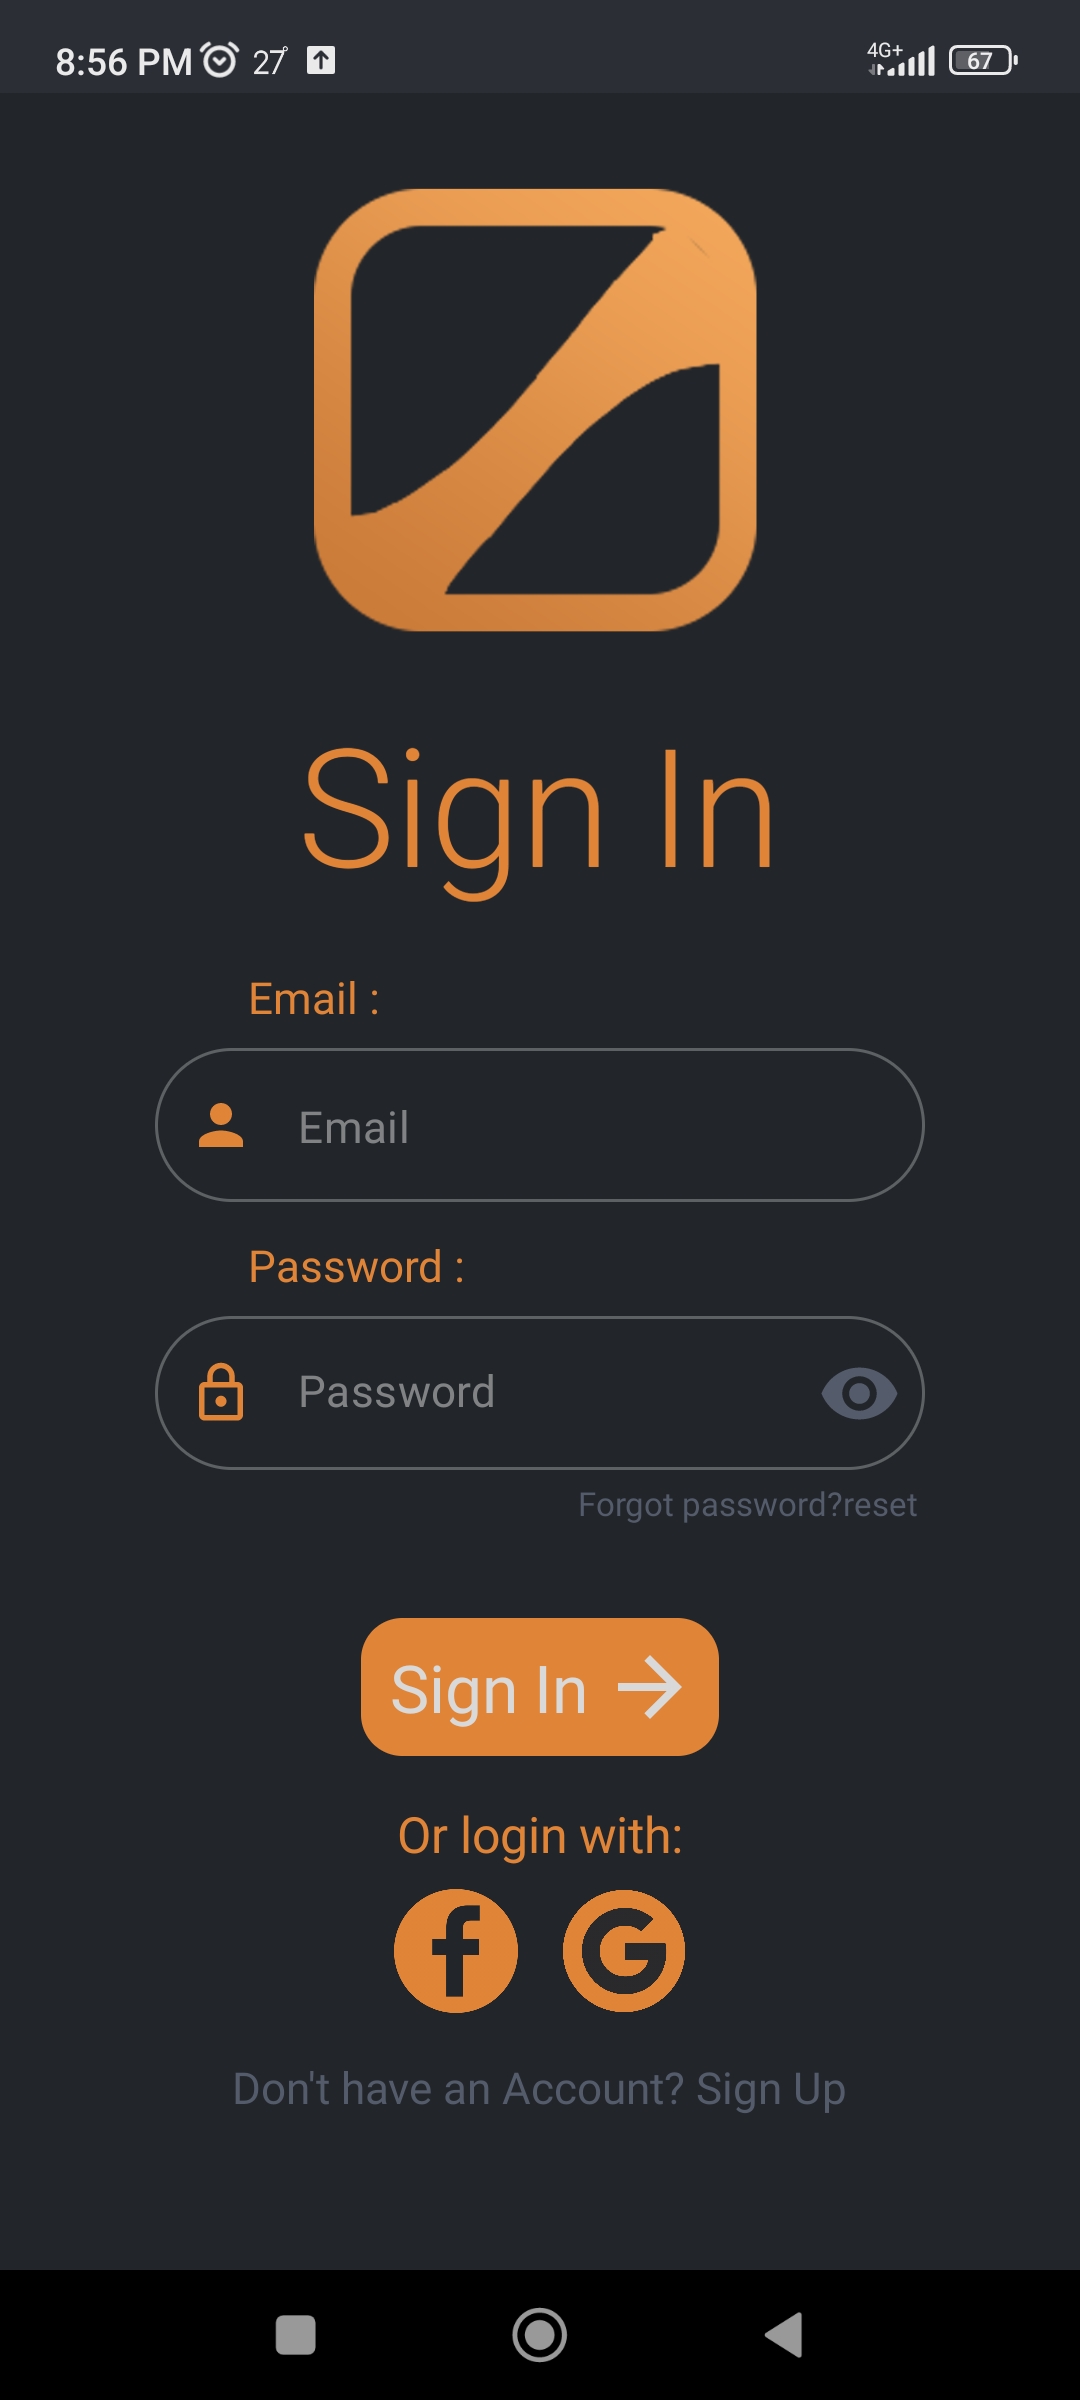 8:56 PM 27° 4G+ 67
Sign In
Email :
Email
Password :
Password
Forgot password?reset
Sign In
Or login with:
f G
Don't have an Account? Sign Up